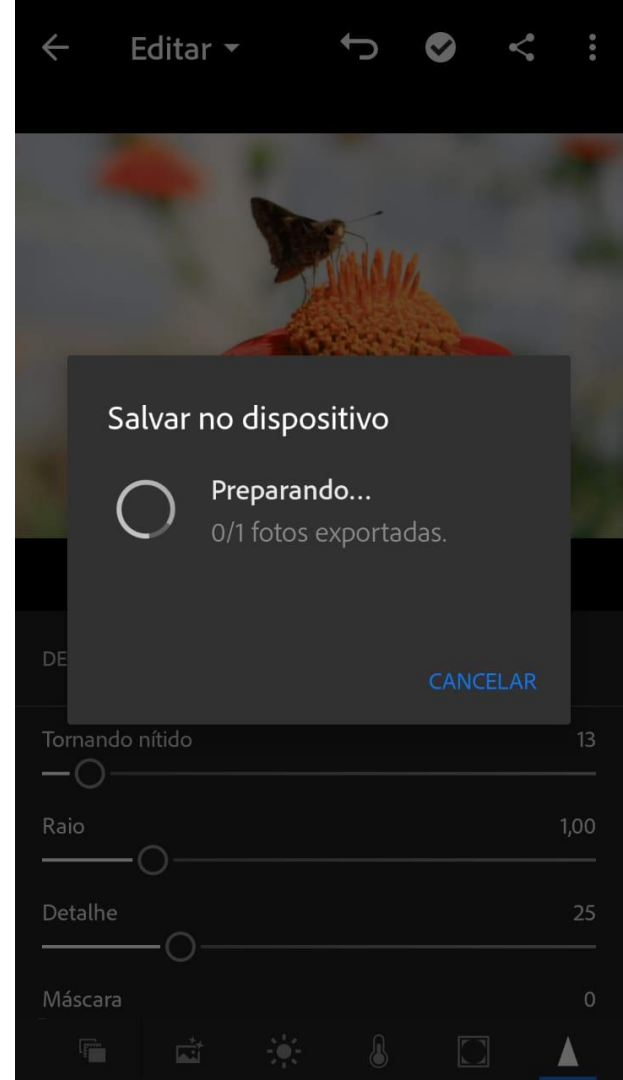 Editar
Salvar no dispositivo
Preparando...
0/1 fotos exportadas.
CANCELAR
DE
Tornando nítido 13
Raio 1,00
Detalhe 25
Máscara 0